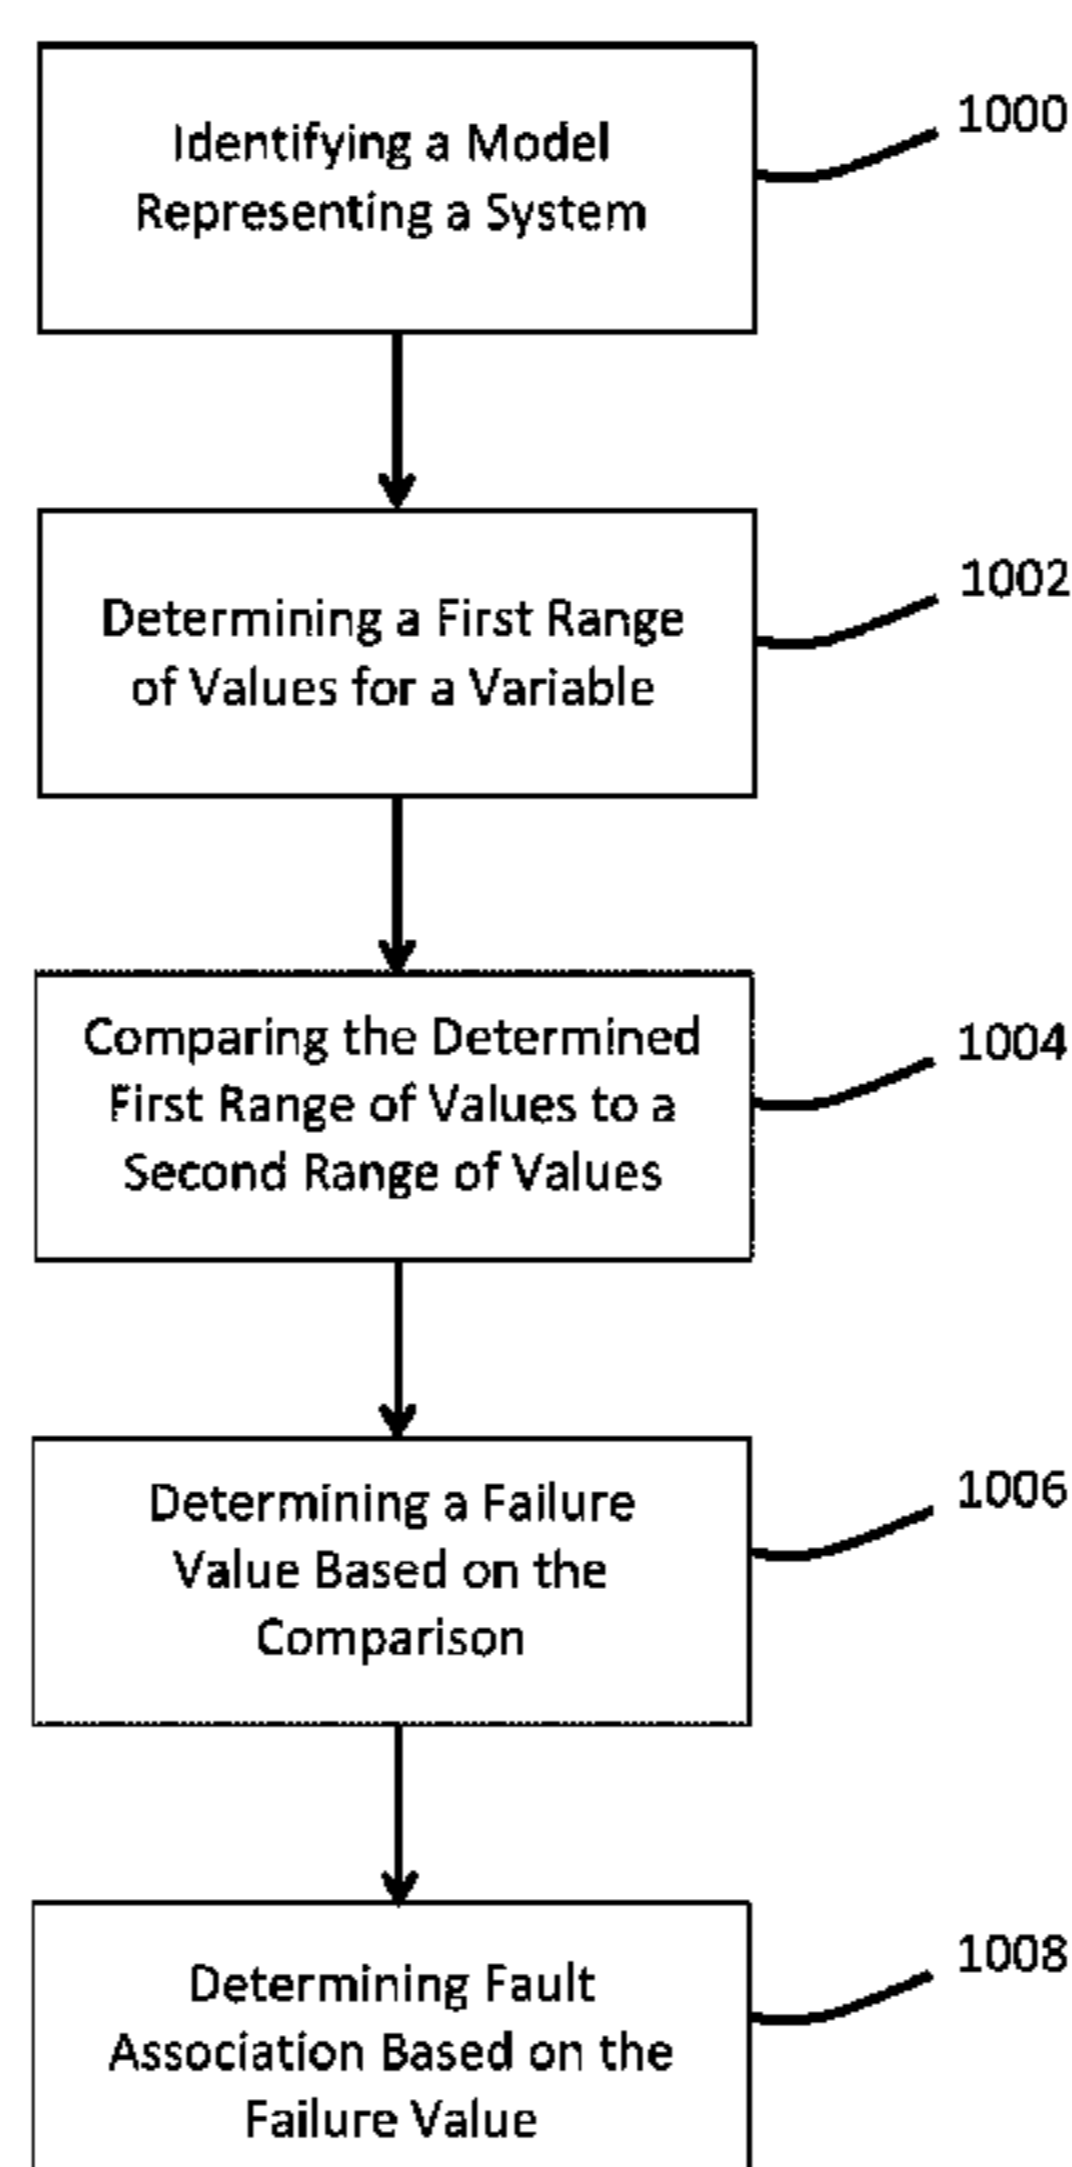 Identifying a Model
Representing a System
1000
Determining a First Range
of Values for a Variable
1002
Comparing the Determined
First Range of Values to a
Second Range of Values
1004
Determining a Failure
Value Based on the
Comparison
1006
Determining Fault
Association Based on the
Failure Value
1008